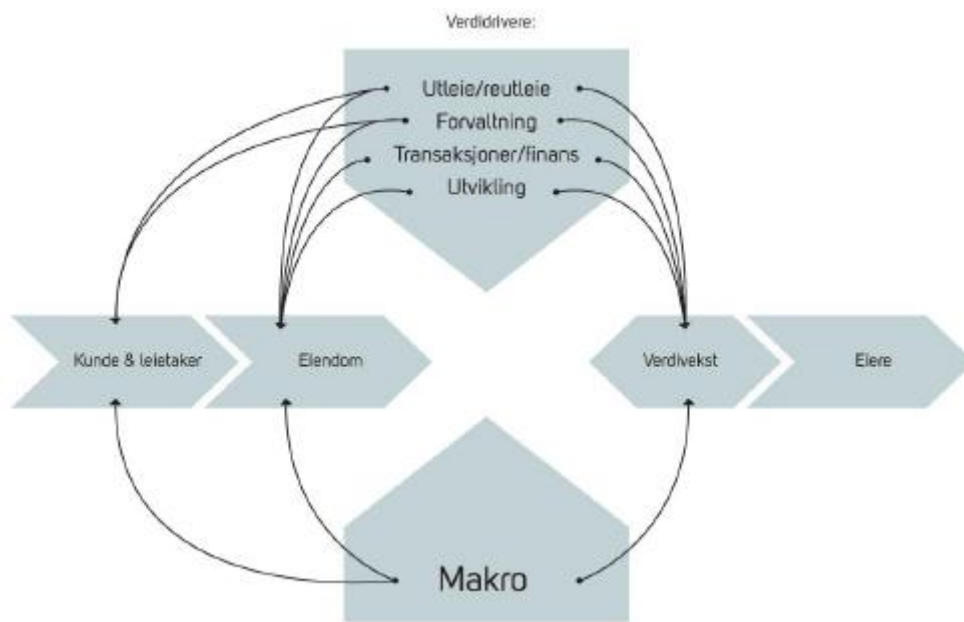 Verdidrivere:
Utleie/reutleie
Forvaltning
Transaksjoner/finans
Utvikling
Kunde & leietaker
Eiendom
Verdivekst
Eiere
Makro